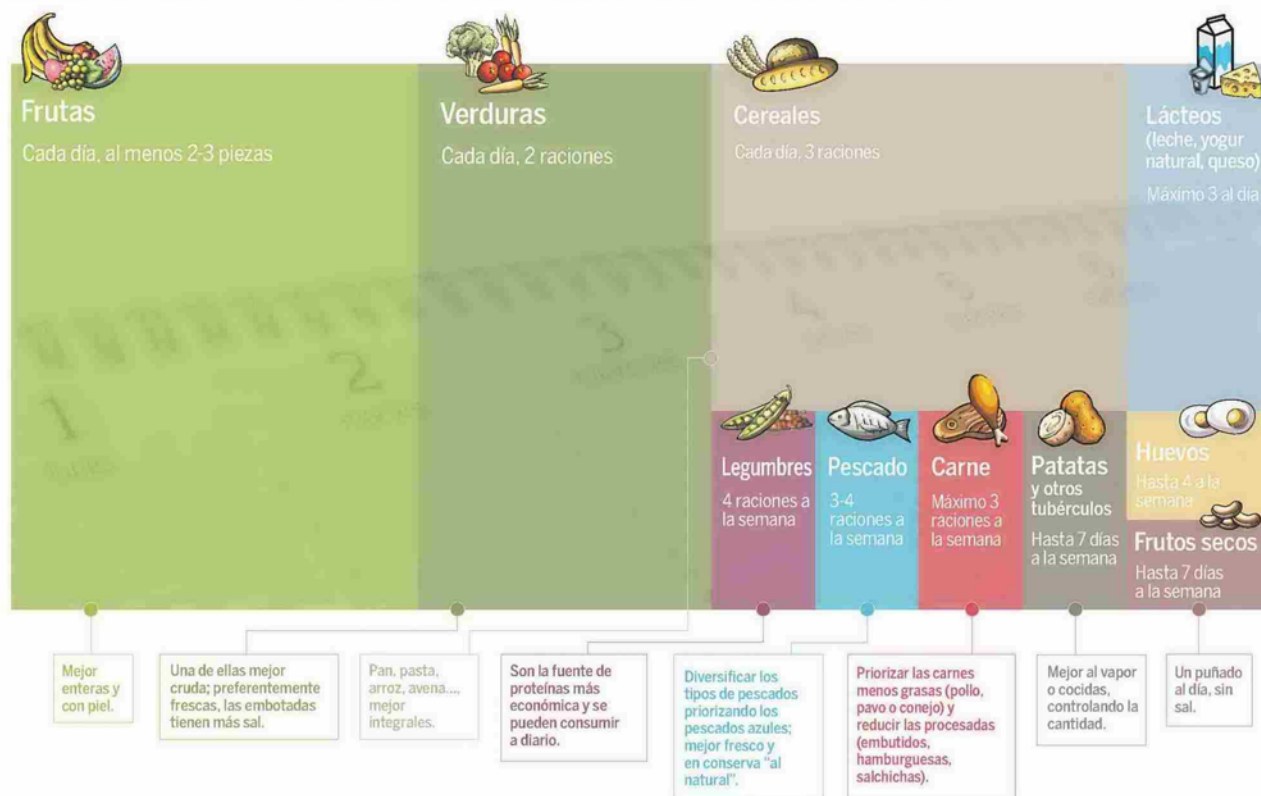 Frutas
Cada día, al menos 2-3 piezas
Verduras
Cada día, 2 raciones
Cereales
Cada día, 3 raciones
Lácteos
(leche, yogur
natural, queso)
Máximo 3 al día
1
2
3
4
Legumbres
4 raciones a
la semana
Pescado
3-4
raciones a
la semana
Carne
Máximo 3
raciones a
la semana
Patatas
y otros
tubérculos
Hasta 7 días
a la semana
Huevos
Hasta 4 a la
semana
Frutos secos
Hasta 7 días
a la semana
Mejor
enteras y
con piel.
Una de ellas mejor
cruda; preferentemente
frescas, las embotadas
tienen más sal.
Pan, pasta,
arroz, avena...,
mejor
integrales.
Son la fuente de
proteínas más
económica y se
pueden consumir
a diario.
Diversificar los
tipos de pescados
priorizando los
pescados azules;
mejor fresco y
en conserva "al
natural".
Priorizar las carnes
menos grasas (pollo,
pavo o conejo) y
reducir las procesadas
(embutidos,
hamburguesas,
salchichas).
Mejor al vapor
o cocidas,
controlando la
cantidad.
Un puñado
al día, sin
sal.